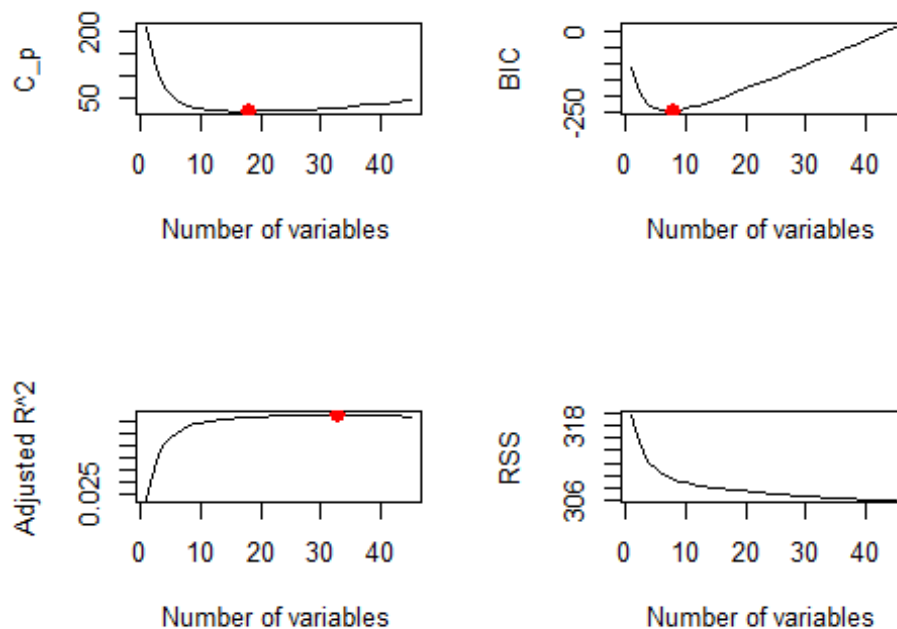 C_p
200
50
0 10 20 30 40
Number of variables
BIC
0
-250
0 10 20 30 40
Number of variables
Adjusted R^2
0.025
0 10 20 30 40
Number of variables
RSS
318
306
0 10 20 30 40
Number of variables